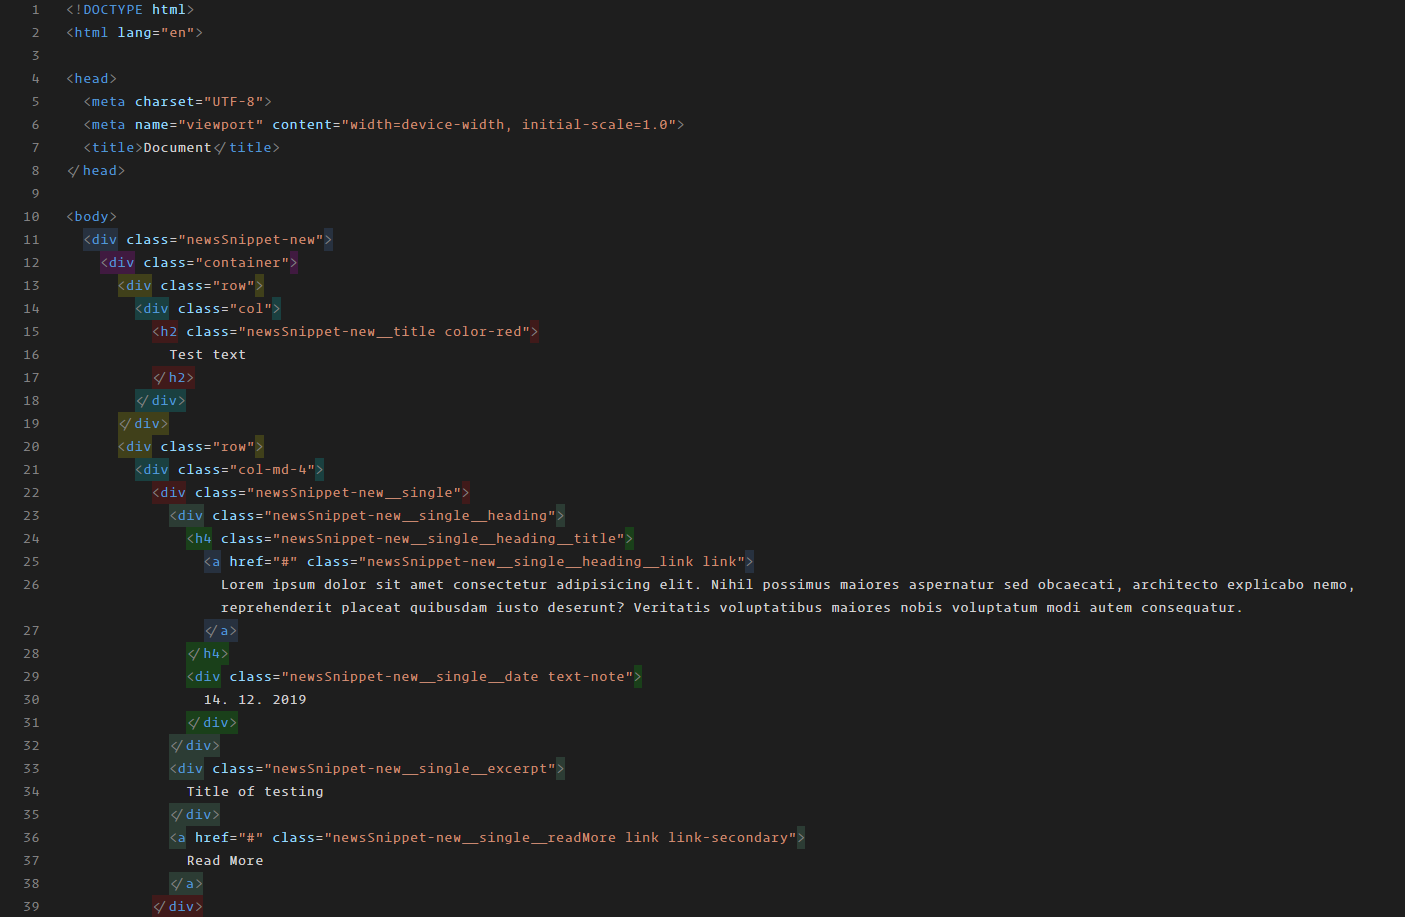 1 <!DOCTYPE html>
2 <html lang="en">
3
4 <head>
5 <meta charset="UTF-8">
6 <meta name="viewport" content="width=device-width, initial-scale=1.0">
7 <title>Document</title>
8 </head>
9
10 <body>
11 <div class="newsSnippet-new">
12 <div class="container">
13 <div class="row">
14 <div class="col">
15 <h2 class="newsSnippet-new__title color-red">
16 Test text
17 </h2>
18 </div>
19 </div>
20 <div class="row">
21 <div class="col-md-4">
22 <div class="newsSnippet-new__single">
23 <div class="newsSnippet-new__single__heading">
24 <h4 class="newsSnippet-new__single__heading__title">
25 <a href="#" class="newsSnippet-new__single__heading__link link">
26 Lorem ipsum dolor sit amet consectetur adipisicing elit. Nihil possimus maiores aspernatur sed obcaecati, architecto explicabo nemo,
reprehenderit placeat quibusdam iusto deserunt? Veritatis voluptatibus maiores nobis voluptatum modi autem consequatur.
27 </a>
28 </h4>
29 <div class="newsSnippet-new__single__date text-note">
30 14. 12. 2019
31 </div>
32 </div>
33 <div class="newsSnippet-new__single__excerpt">
34 Title of testing
35 </div>
36 <a href="#" class="newsSnippet-new__single__readMore link link-secondary">
37 Read More
38 </a>
39 </div>